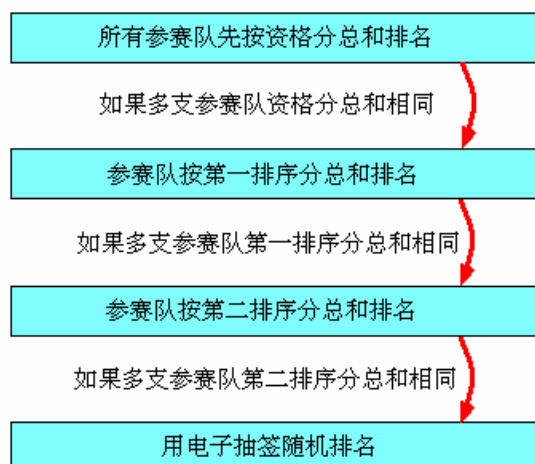 所有参赛队先按资格分总和排名
如果多支参赛队资格分总和相同
参赛队按第一排序分总和排名
如果多支参赛队第一排序分总和相同
参赛队按第二排序分总和排名
如果多支参赛队第二排序分总和相同
用电子抽签随机排名